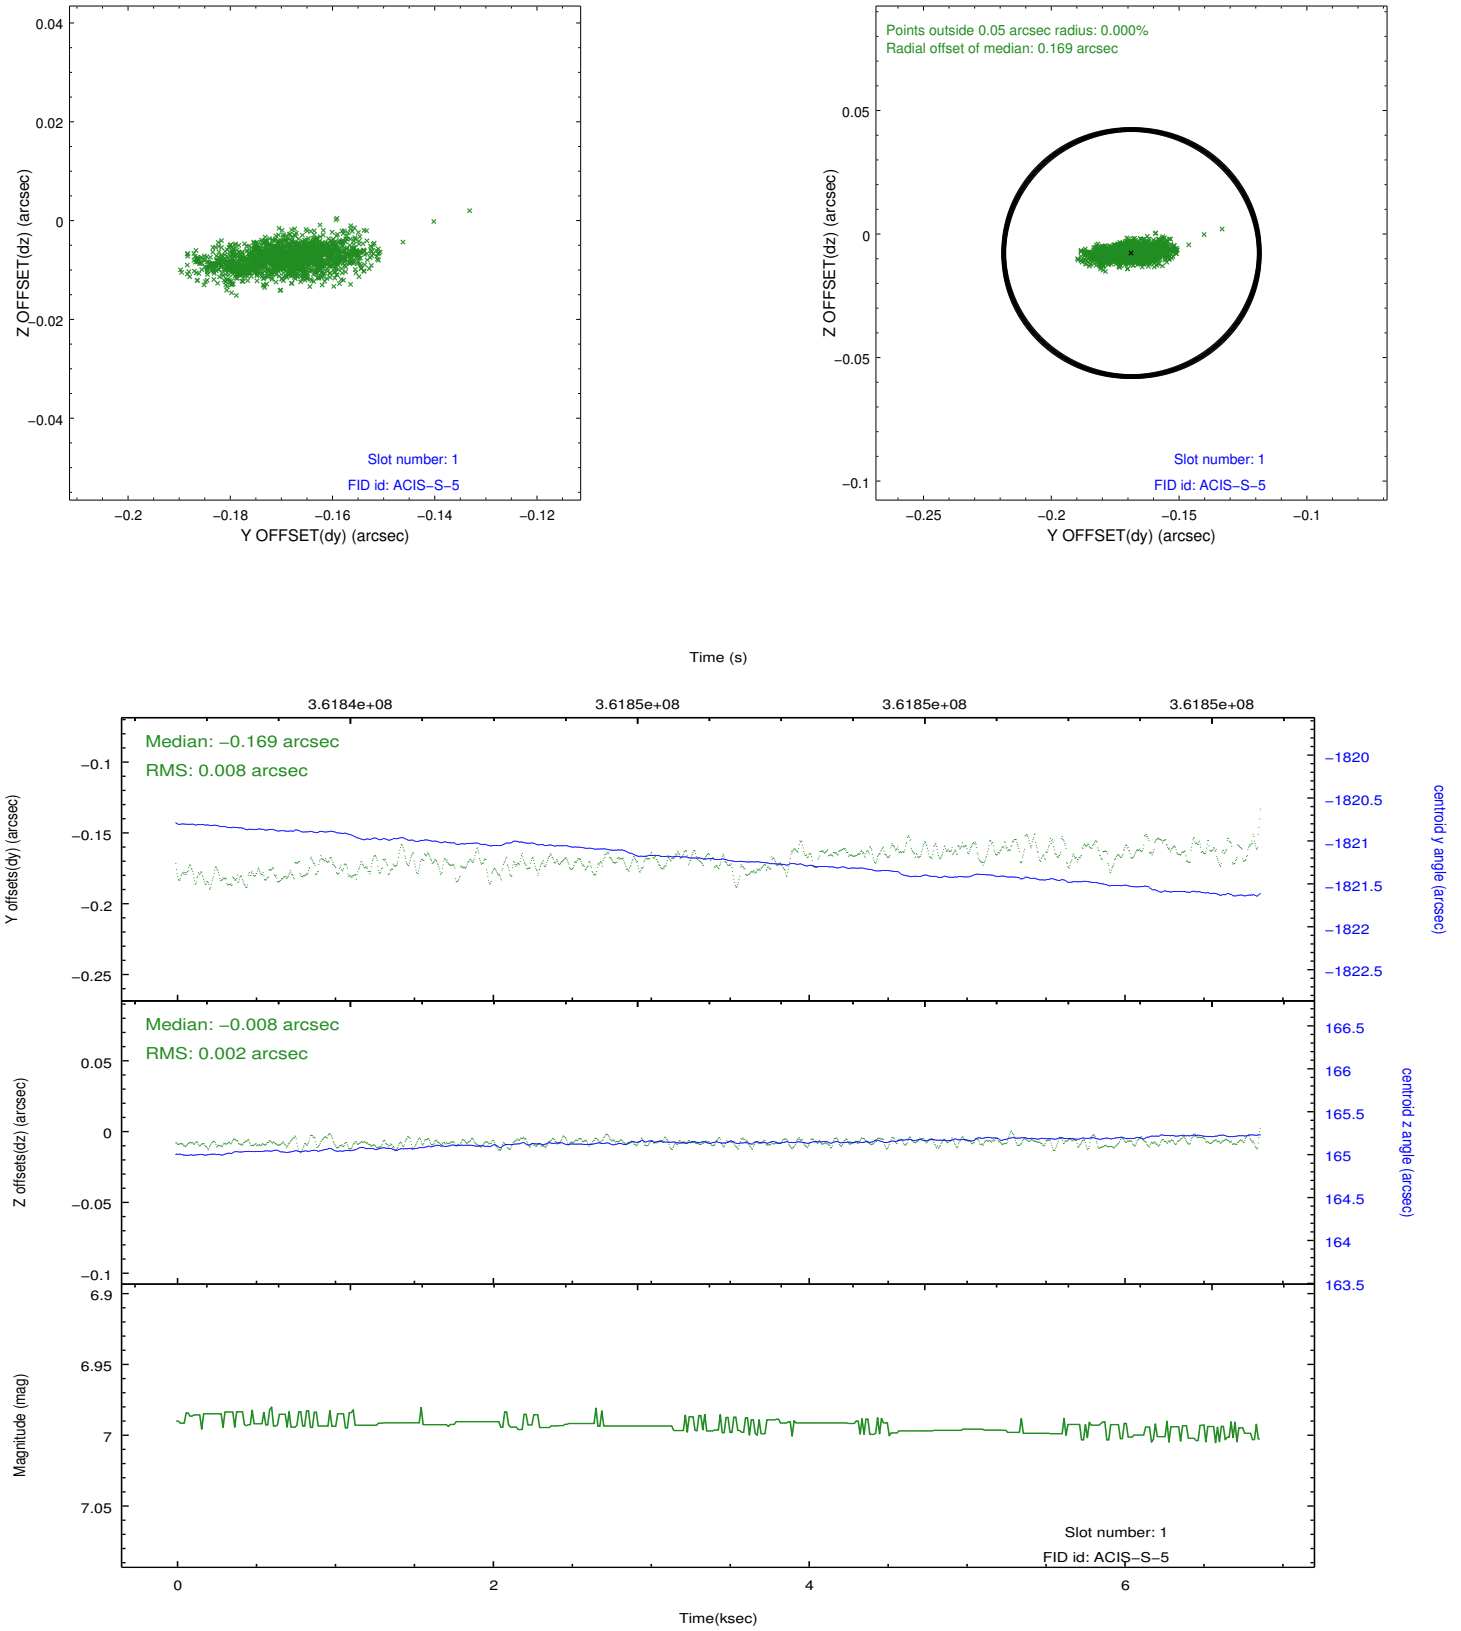 0.04
0.02
0
−0.02
−0.04
Z OFFSET(dz) (arcsec)
Slot number: 1
FID id: ACIS−S−5
−0.2
−0.18
−0.16
−0.14
−0.12
Y OFFSET(dy) (arcsec)
Points outside 0.05 arcsec radius: 0.000%
Radial offset of median: 0.169 arcsec
0.05
0
−0.05
−0.1
Z OFFSET(dz) (arcsec)
Slot number: 1
FID id: ACIS−S−5
−0.25
−0.2
−0.15
−0.1
Y OFFSET(dy) (arcsec)
Time (s)
3.6184e+08
3.6185e+08
3.6185e+08
3.6185e+08
Median: −0.169 arcsec
RMS: 0.008 arcsec
−0.1
−0.15
−0.2
−0.25
Y offsets(dy) (arcsec)
−1820
−1820.5
−1821
−1821.5
−1822
−1822.5
centroid y angle (arcsec)
Median: −0.008 arcsec
RMS: 0.002 arcsec
0.05
0
−0.05
−0.1
Z offsets(dz) (arcsec)
166.5
166
165.5
165
164.5
164
163.5
centroid z angle (arcsec)
6.9
6.95
7
7.05
Magnitude (mag)
Slot number: 1
FID id: ACIS−S−5
0
2
4
6
Time(ksec)